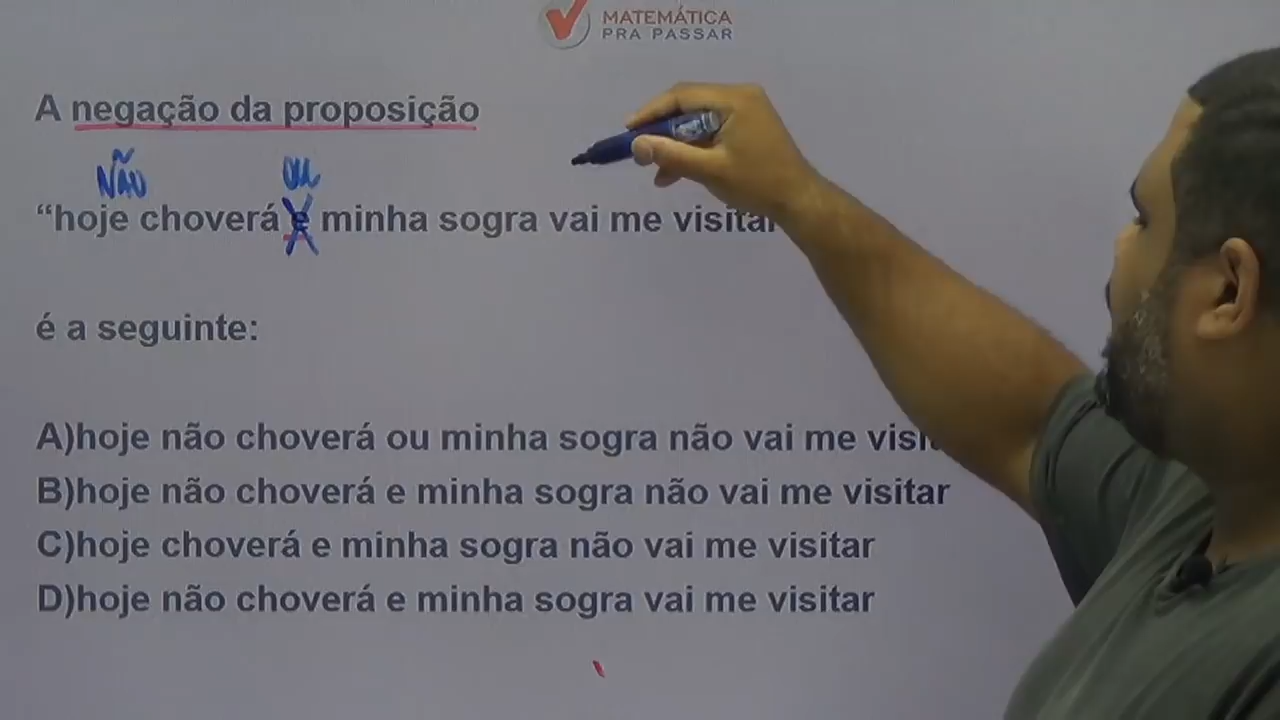 MATEMÁTICA
PRA PASSAR
A negação da proposição
NÃO ou
“hoje choverá e minha sogra vai me visitar
é a seguinte:
A)hoje não choverá ou minha sogra não vai me
B)hoje não choverá e minha sogra não vai me visitar
C)hoje choverá e minha sogra não vai me visitar
D)hoje não choverá e minha sogra vai me visitar